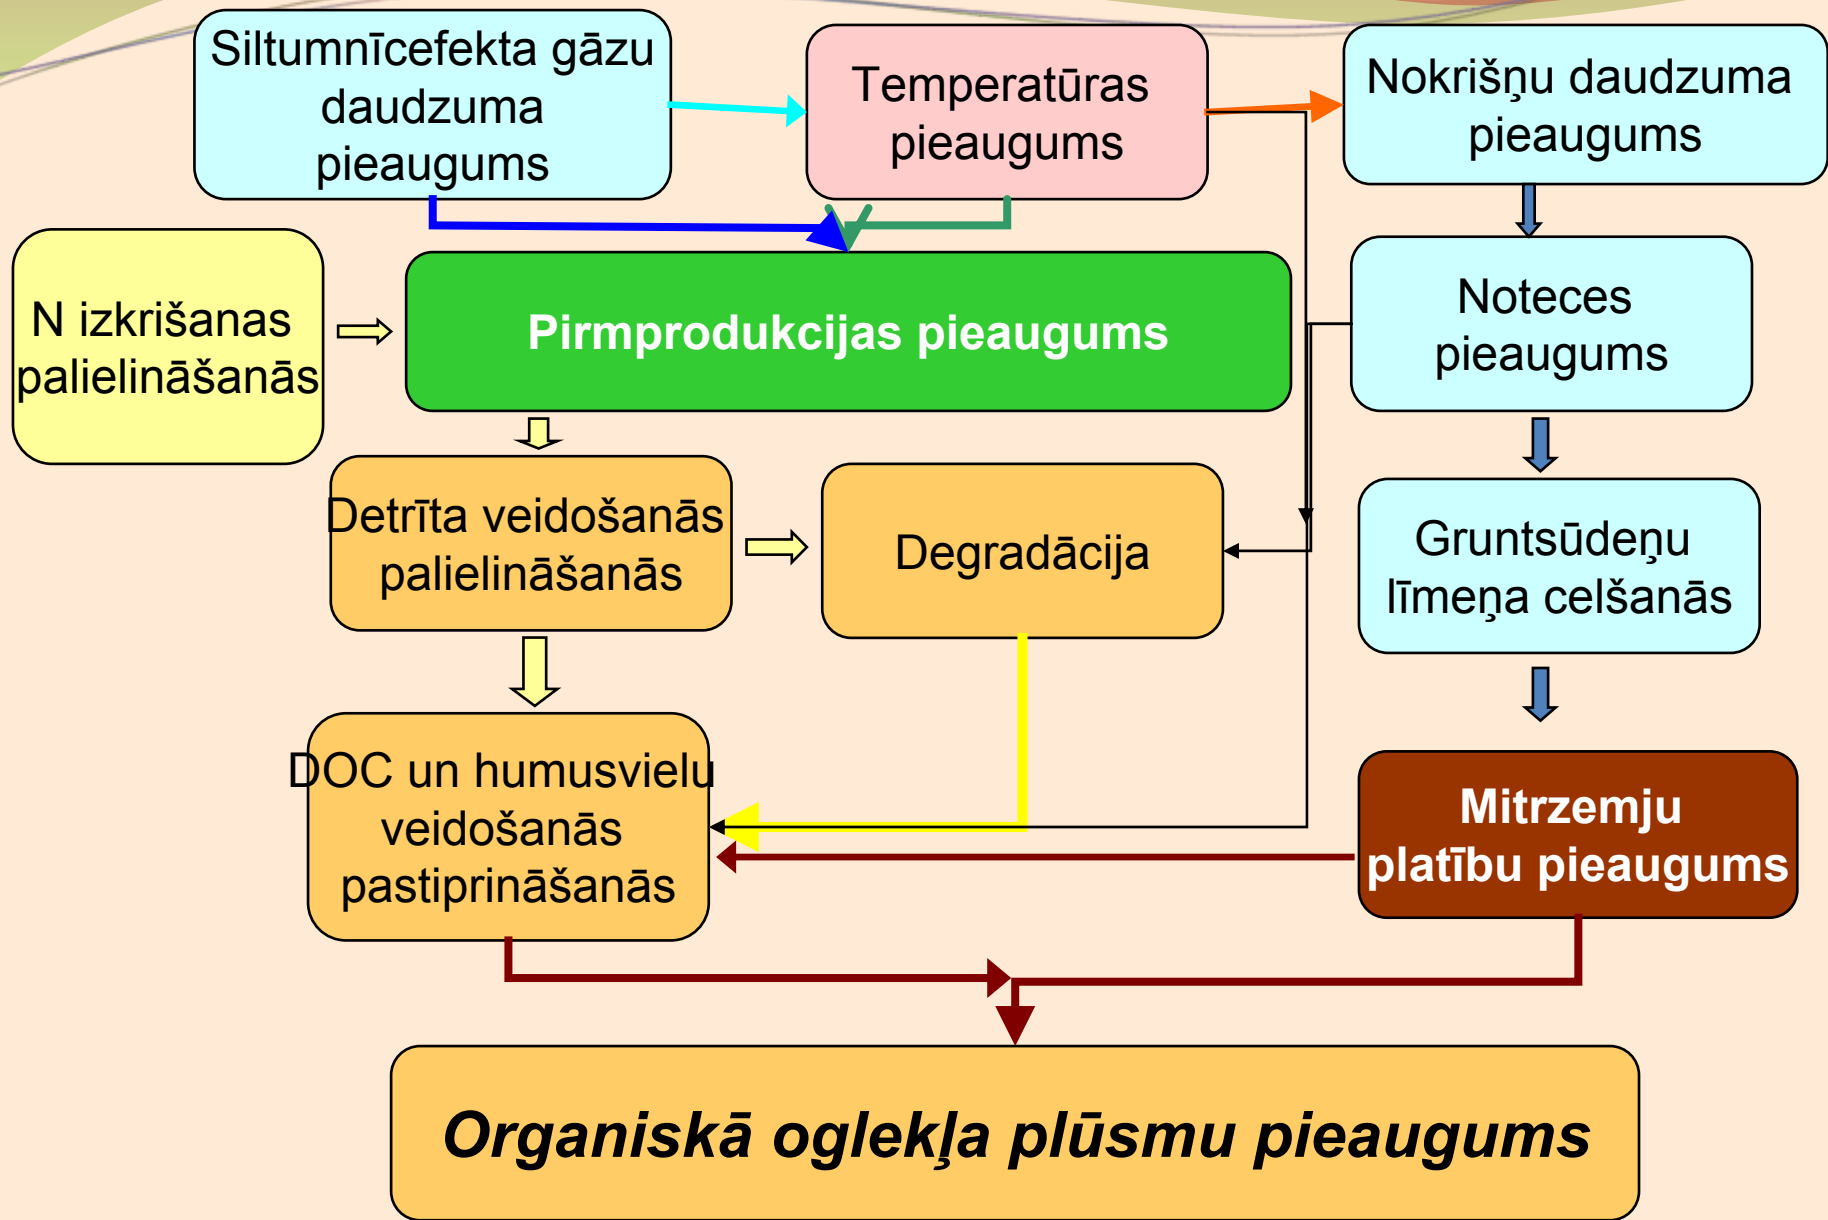 Siltumnīcefekta gāzu
daudzuma
pieaugums
Temperatūras
pieaugums
Nokrišņu daudzuma
pieaugums
N izkrišanas
palielināšanās
Pirmprodukcijas pieaugums
Noteces
pieaugums
Detrīta veidošanās
palielināšanās
Degradācija
Gruntsūdeņu
līmeņa celšanās
DOC un humusvielu
veidošanās
pastiprināšanās
Mitrzemju
platību pieaugums
Organiskā oglekļa plūsmu pieaugums